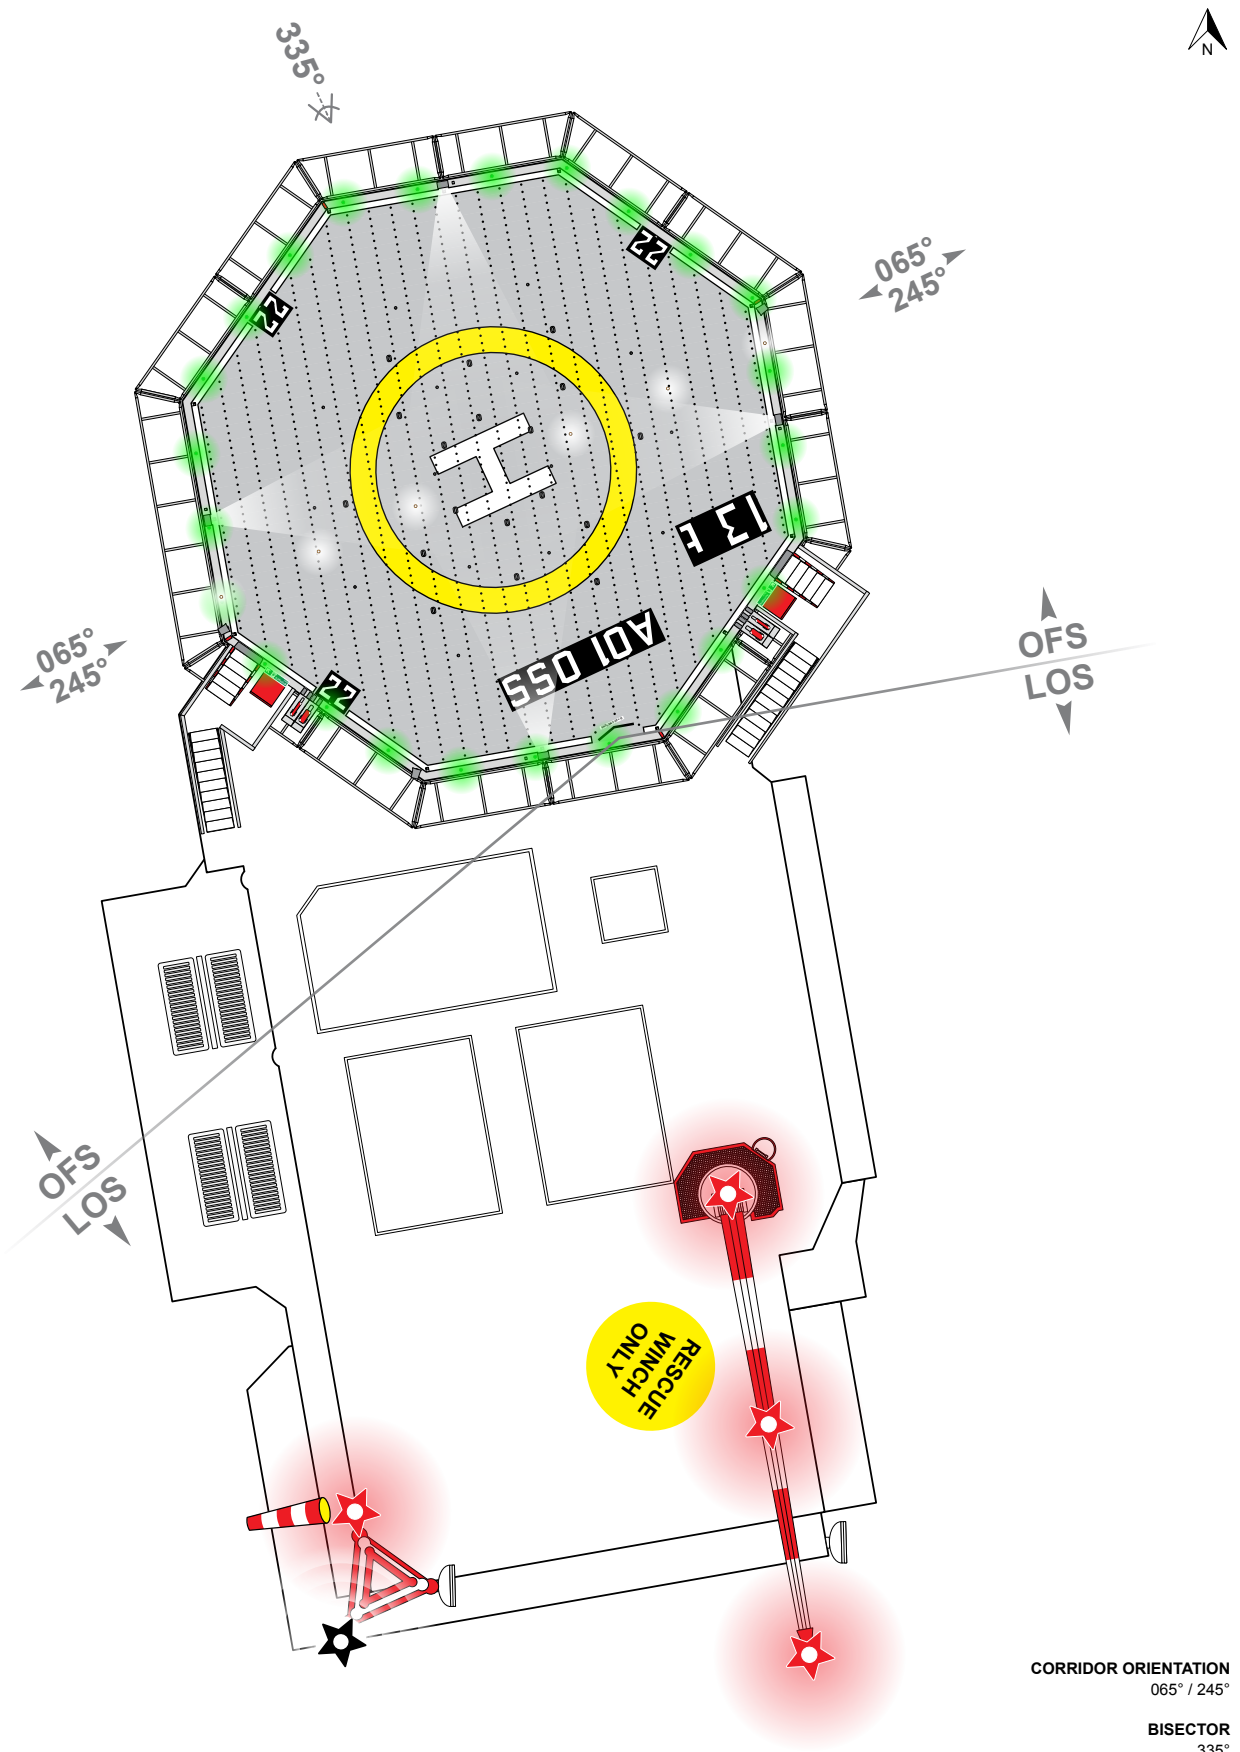 335°
N
065°
245°
22
22
H
13 t
A01 OSS
22
065°
245°
OFS
LOS
OFS
LOS
RESCUE
WINCH
ONLY
CORRIDOR ORIENTATION
065° / 245°
BISECTOR
335°